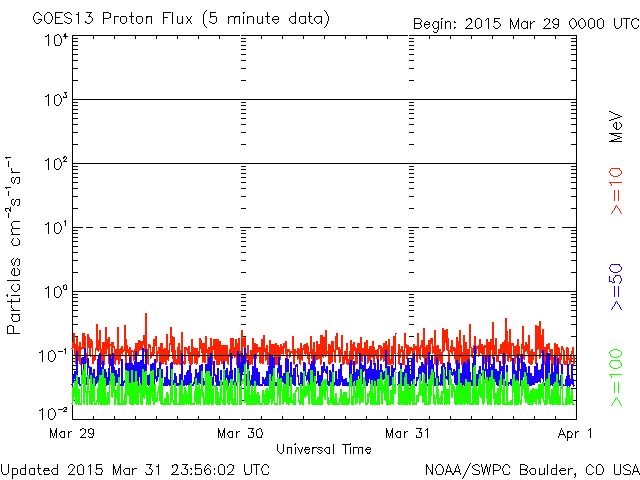 GOES13 Proton Flux (5 minute data)
Begin: 2015 Mar 29 0000 UTC
Particles cm⁻²s⁻¹sr⁻¹
10⁴
10³
10²
10¹
10⁰
10⁻¹
10⁻²
MeV
>=10
>=50
>=100
Mar 29
Mar 30
Mar 31
Apr 1
Universal Time
Updated 2015 Mar 31 23:56:02 UTC
NOAA/SWPC Boulder, CO USA